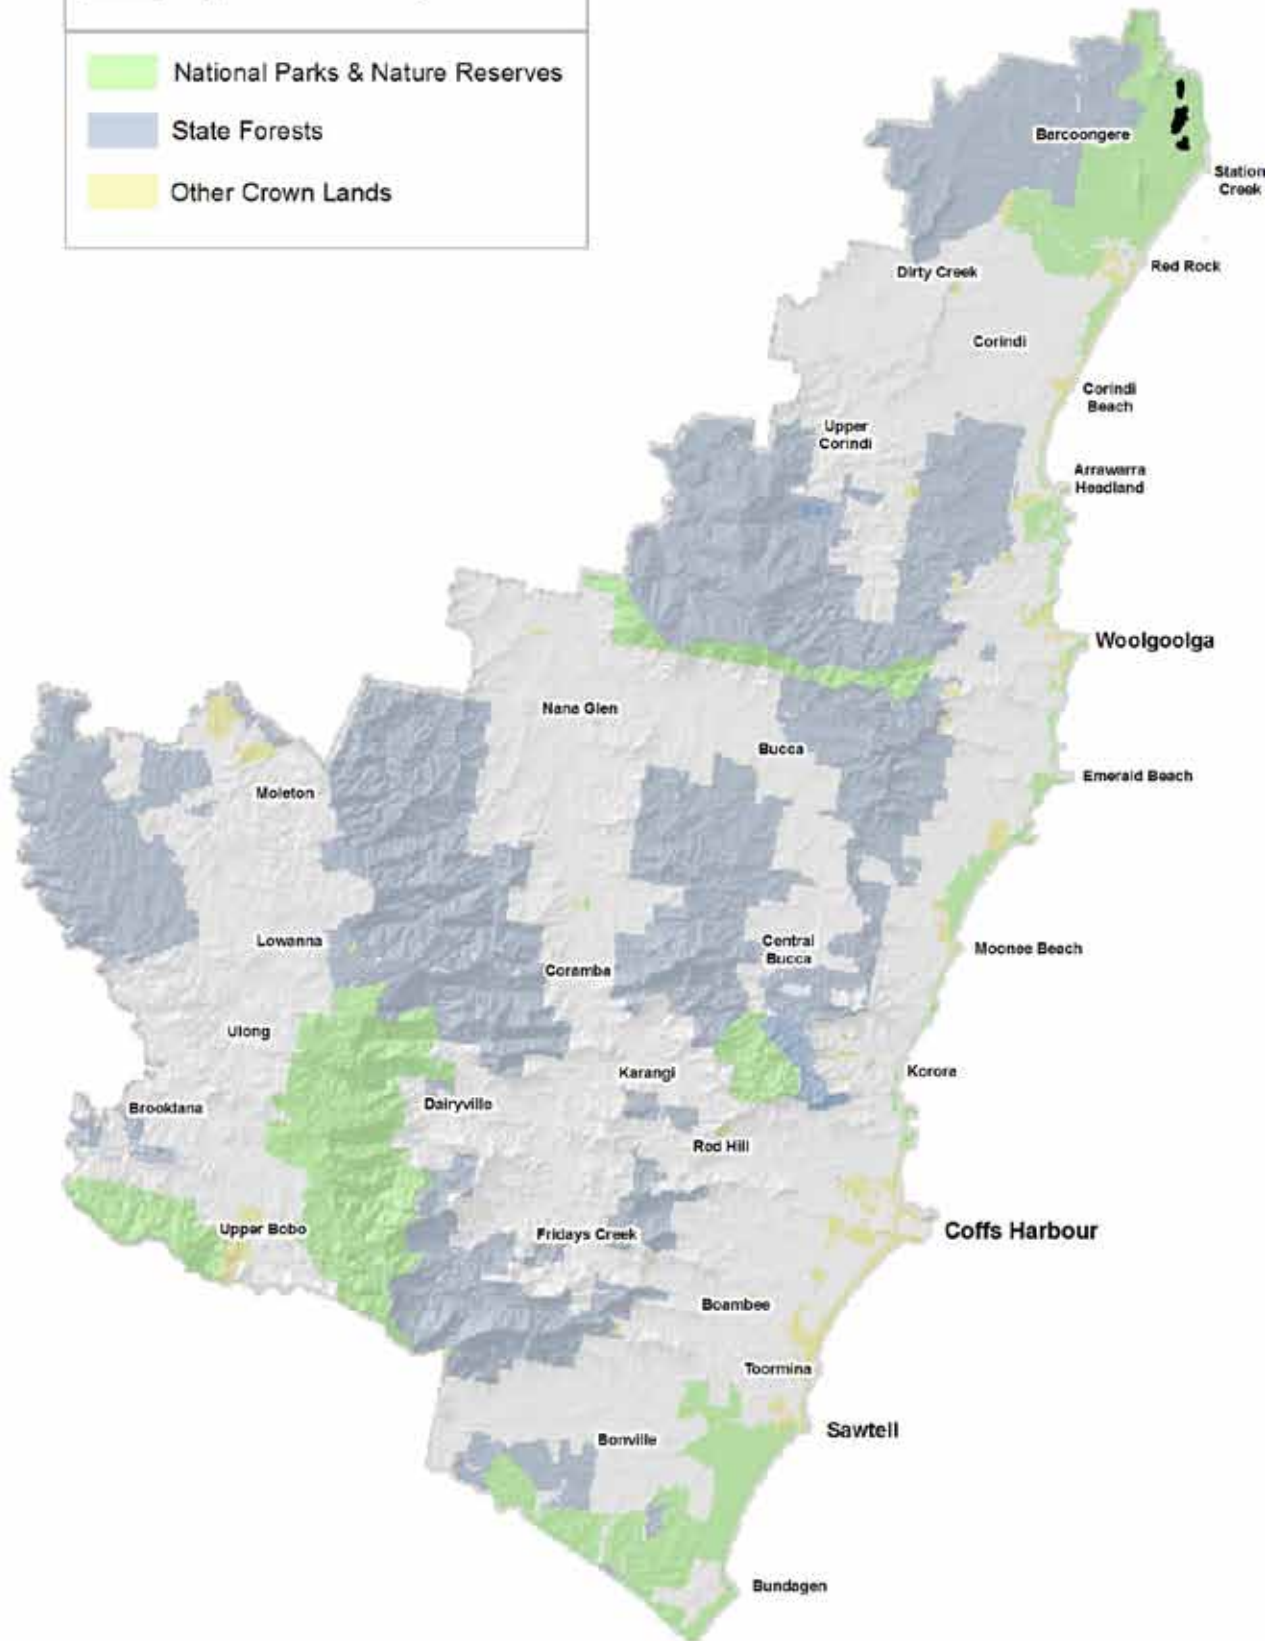 National Parks & Nature Reserves
State Forests
Other Crown Lands
Barcoongere
Station
Creek
Dirty Creek
Red Rock
Corindi
Corindi
Beach
Upper
Corindi
Arrawarra
Headland
Woolgoolga
Nana Glen
Bucca
Emerald Beach
Moleton
Lowanna
Central
Bucca
Moonee Beach
Coramba
Ulong
Karangi
Korora
Brooklana
Dairyville
Red Hill
Upper Bobo
Fridays Creek
Coffs Harbour
Boambee
Toormina
Sawtell
Bonville
Bundagen